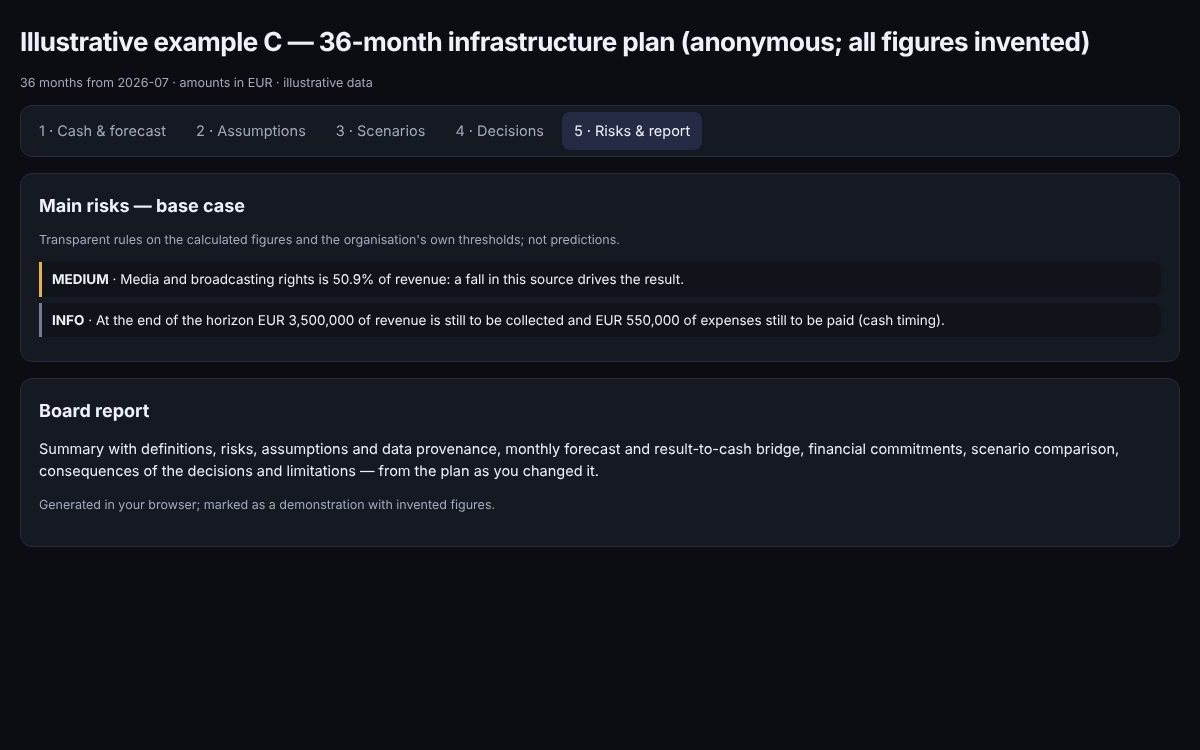 Illustrative example C — 36-month infrastructure plan (anonymous; all figures invented)
36 months from 2026-07 · amounts in EUR · illustrative data
1 · Cash & forecast
2 · Assumptions
3 · Scenarios
4 · Decisions
5 · Risks & report
Main risks — base case
Transparent rules on the calculated figures and the organisation's own thresholds; not predictions.
MEDIUM · Media and broadcasting rights is 50.9% of revenue: a fall in this source drives the result.
INFO · At the end of the horizon EUR 3,500,000 of revenue is still to be collected and EUR 550,000 of expenses still to be paid (cash timing).
Board report
Summary with definitions, risks, assumptions and data provenance, monthly forecast and result-to-cash bridge, financial commitments, scenario comparison,
consequences of the decisions and limitations — from the plan as you changed it.
Generated in your browser; marked as a demonstration with invented figures.